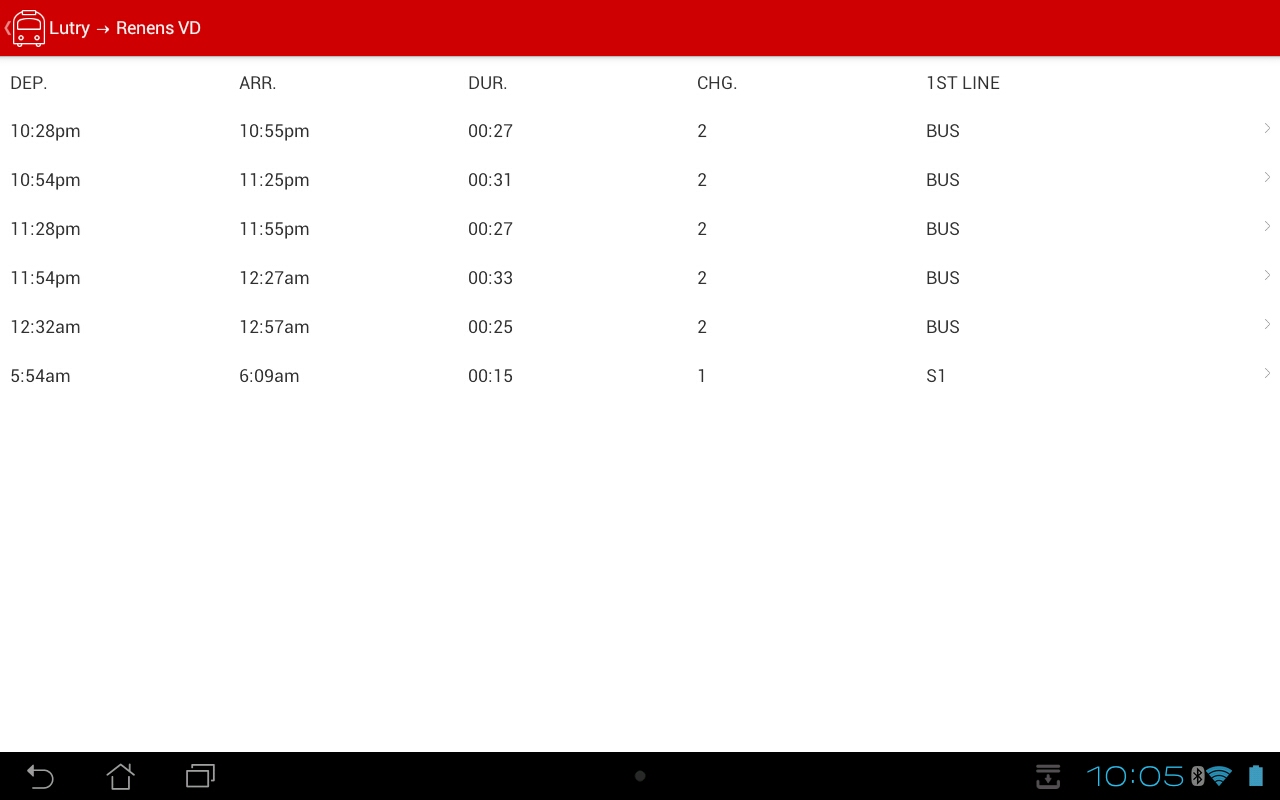 Lutry → Renens VD
DEP. ARR. DUR. CHG. 1ST LINE
10:28pm 10:55pm 00:27 2 BUS
10:54pm 11:25pm 00:31 2 BUS
11:28pm 11:55pm 00:27 2 BUS
11:54pm 12:27am 00:33 2 BUS
12:32am 12:57am 00:25 2 BUS
5:54am 6:09am 00:15 1 S1
10:05